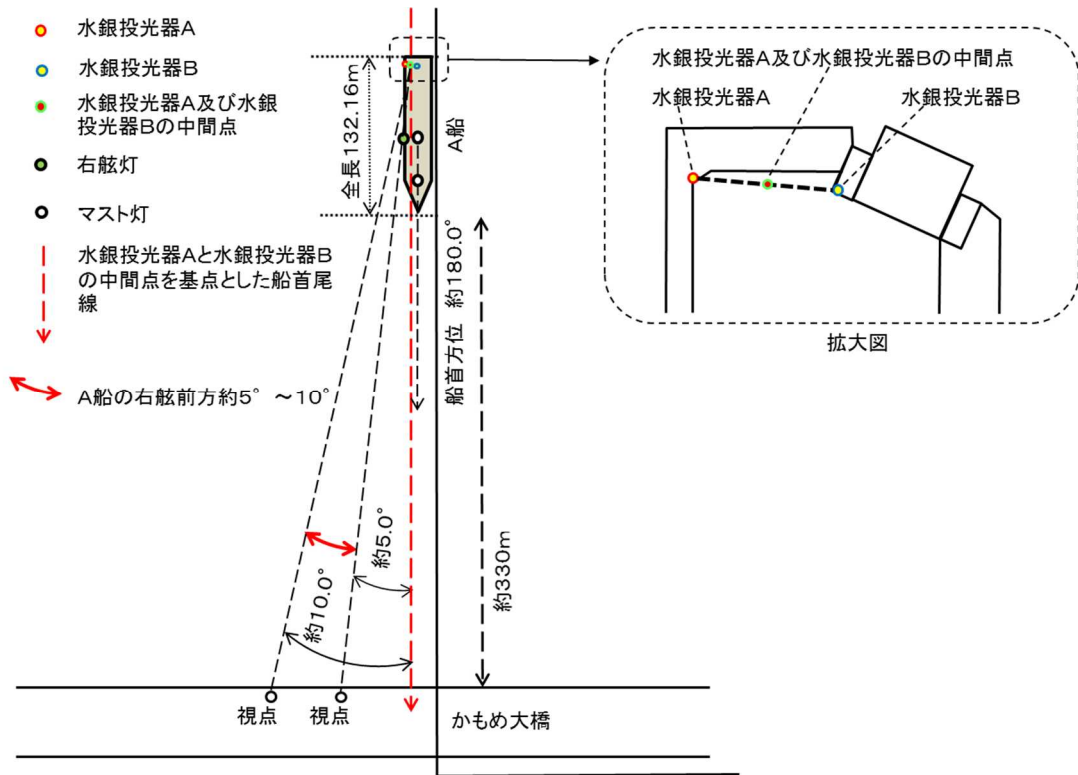 水銀投光器A
水銀投光器B
水銀投光器A及び水銀
投光器Bの中間点
右舷灯
マスト灯
水銀投光器Aと水銀投光器B
の中間点を基点とした船首尾
線
A船の右舷前方約5° ～10°
全長132.16m
A船
船首方位 約180.0°
約330m
約5.0°
約10.0°
視点
視点
かもめ大橋
水銀投光器A及び水銀投光器Bの中間点
水銀投光器A
水銀投光器B
拡大図